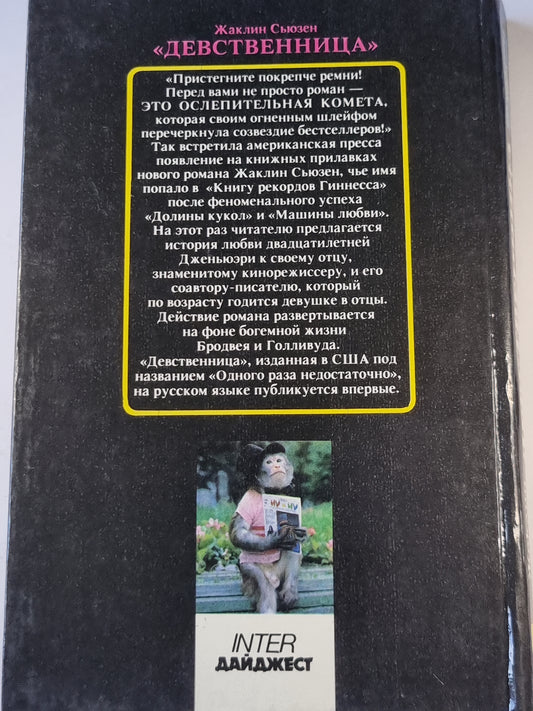 Жаклин Сьюзен
«ДЕВСТВЕННИЦА»
«Пристегните покрепче ремни!
Перед вами не просто роман —
ЭТО ОСЛЕПИТЕЛЬНАЯ КОМЕТА,
которая своим огненным шлейфом
перечеркнула созвездие бестселлеров!»
Так встретила американская пресса
появление на книжных прилавках
нового романа Жаклин Сьюзен, чье имя
попало в «Книгу рекордов Гиннесса»
после феноменального успеха
«Долины кукол» и «Машины любви».
На этот раз читателю предлагается
история любви двадцатилетней
Дженьюэри к своему отцу,
знаменитому кинорежиссеру, и его
соавтору-писателю, который
по возрасту годится девушке в отцы.
Действие романа развертывается
на фоне богемной жизни
Бродвея и Голливуда.
«Девственница», изданная в США под
названием «Одного раза недостаточно»,
на русском языке публикуется впервые.
INTER
ДАЙДЖЕСТ